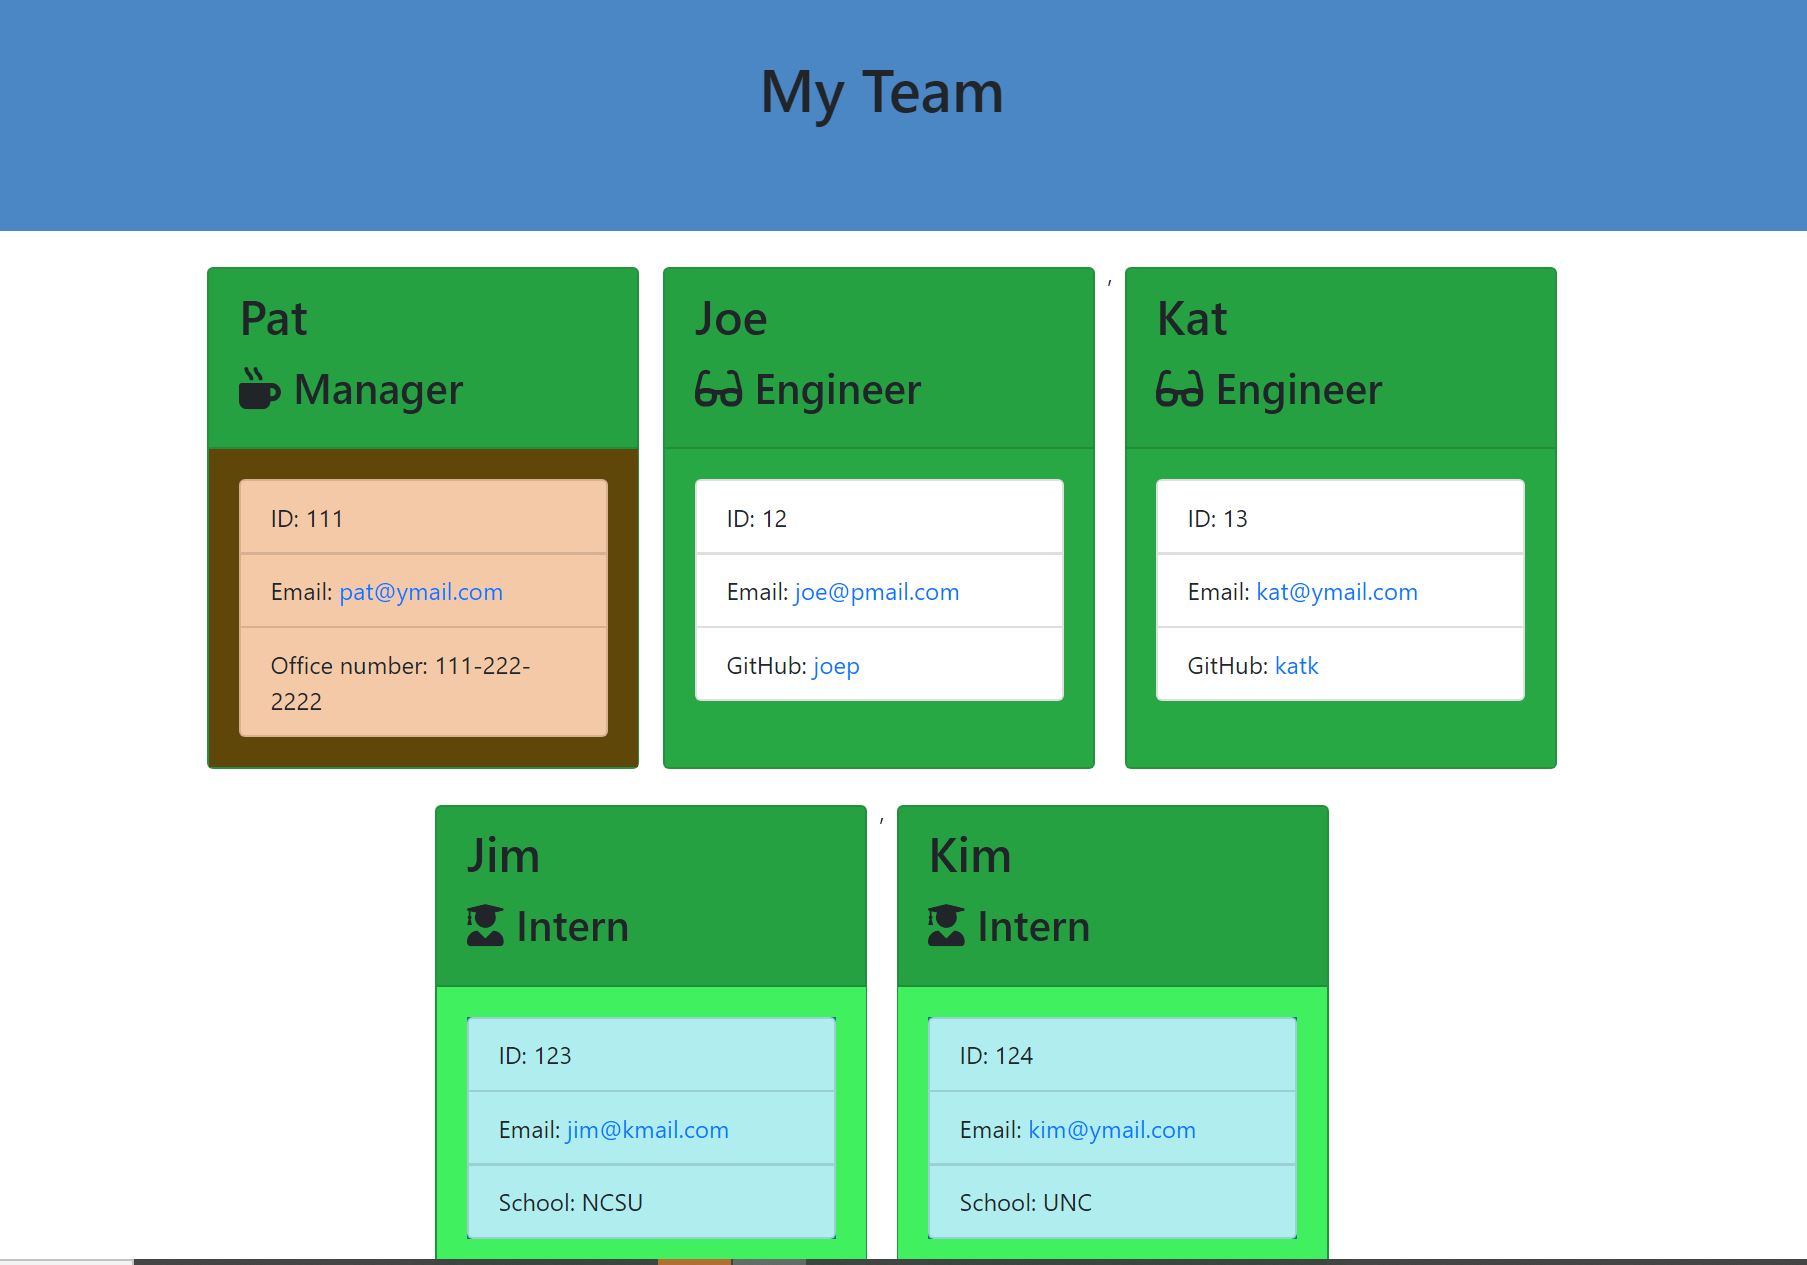 My Team
Pat
Manager
ID: 111
Email: pat@ymail.com
Office number: 111-222-
2222
Joe
Engineer
ID: 12
Email: joe@pmail.com
GitHub: joep
,
Kat
Engineer
ID: 13
Email: kat@ymail.com
GitHub: katk
Jim
Intern
ID: 123
Email: jim@kmail.com
School: NCSU
,
Kim
Intern
ID: 124
Email: kim@ymail.com
School: UNC